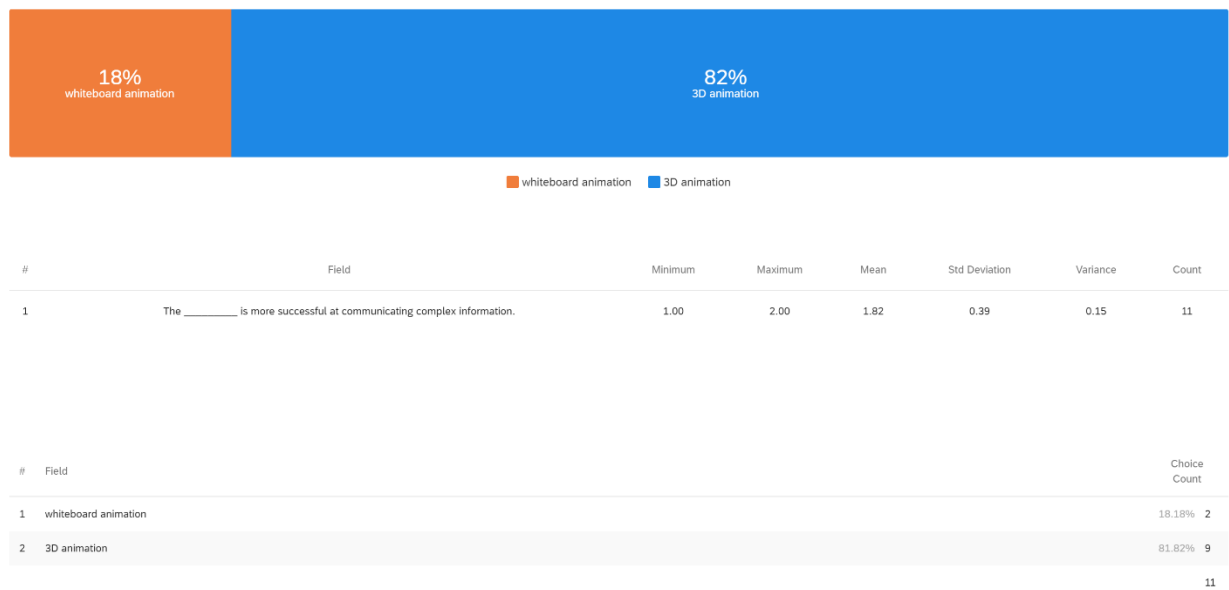 18%
whiteboard animation
82%
3D animation
whiteboard animation 3D animation
# Field Minimum Maximum Mean Std Deviation Variance Count
1 The __________ is more successful at communicating complex information. 1.00 2.00 1.82 0.39 0.15 11
# Field Choice
Count
1 whiteboard animation 18.18% 2
2 3D animation 81.82% 9
11